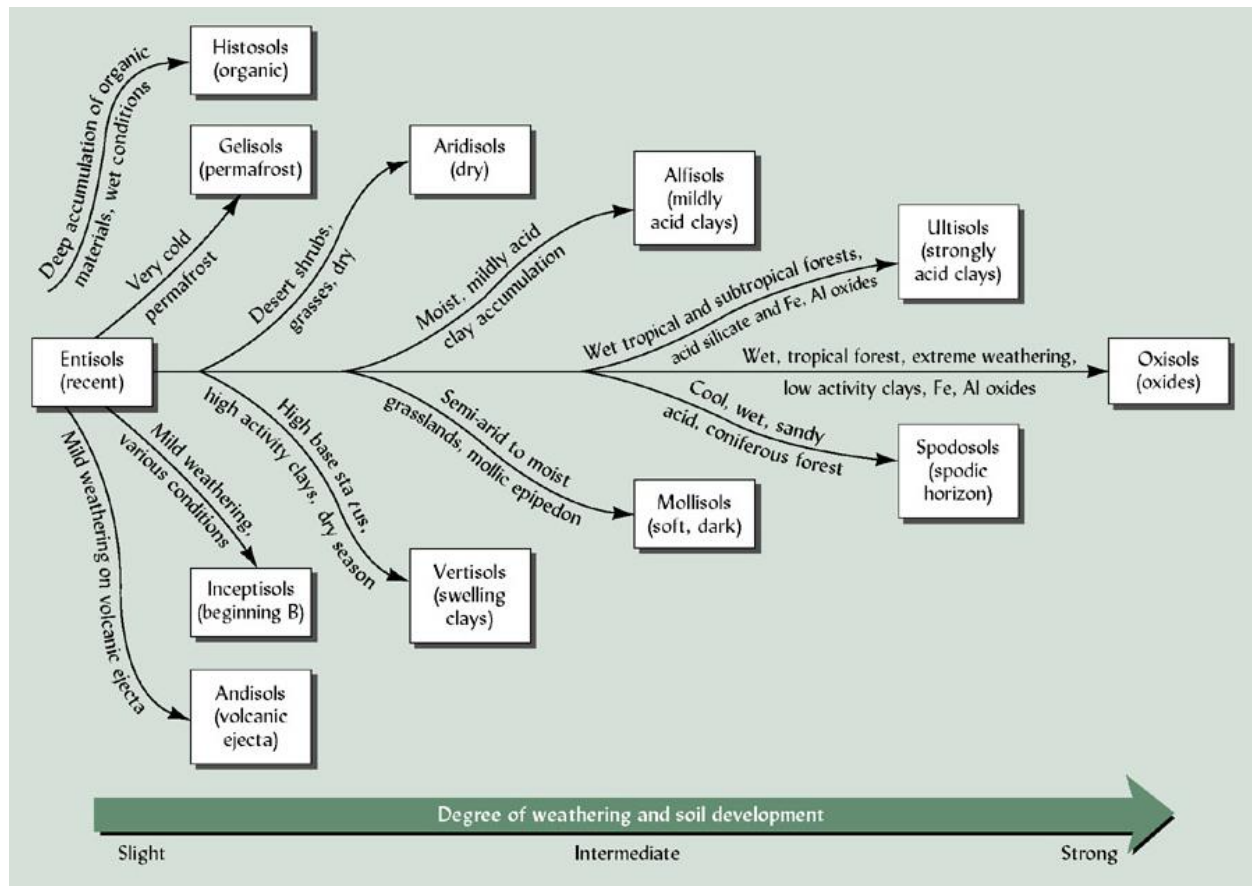 Deep accumulation of organic
materials, wet conditions
Histosols
(organic)
Very cold
permafrost
Gelisols
(permafrost)
Desert shrubs,
grasses, dry
Aridisols
(dry)
Moist, mildly acid
clay accumulation
Alfisols
(mildly
acid clays)
Wet tropical and subtropical forests,
acid silicate and Fe, Al oxides
Ultisols
(strongly
acid clays)
Entisols
(recent)
Wet, tropical forest, extreme weathering,
low activity clays, Fe, Al oxides
Oxisols
(oxides)
Cool, wet, sandy
acid, coniferous forest
Spodosols
(spodic
horizon)
Semi-arid to moist
grasslands, mollic epipedon
Mollisols
(soft, dark)
High base status,
high activity clays, dry season
Vertisols
(swelling
clays)
Mild weathering,
various conditions
Inceptisols
(beginning B)
Mild weathering on volcanic ejecta
Andisols
(volcanic
ejecta)
Degree of weathering and soil development
Slight
Intermediate
Strong